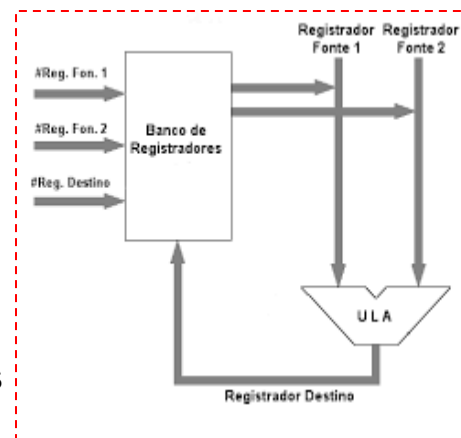 Registrador
Fonte 1
Registrador
Fonte 2
#Reg. Fon. 1
#Reg. Fon. 2
#Reg. Destino
Banco de
Registradores
ULA
Registrador Destino
s